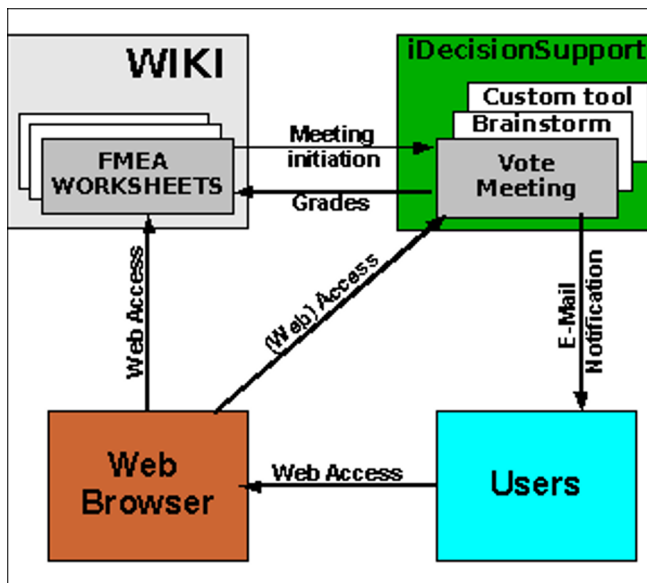 WIKI
iDecisionSupport
Custom tool
Brainstorm
Vote
Meeting
FMEA
WORKSHEETS
Meeting
initiation
Grades
Web Access
(Web) Access
E-Mail
Notification
Web
Browser
Web Access
Users